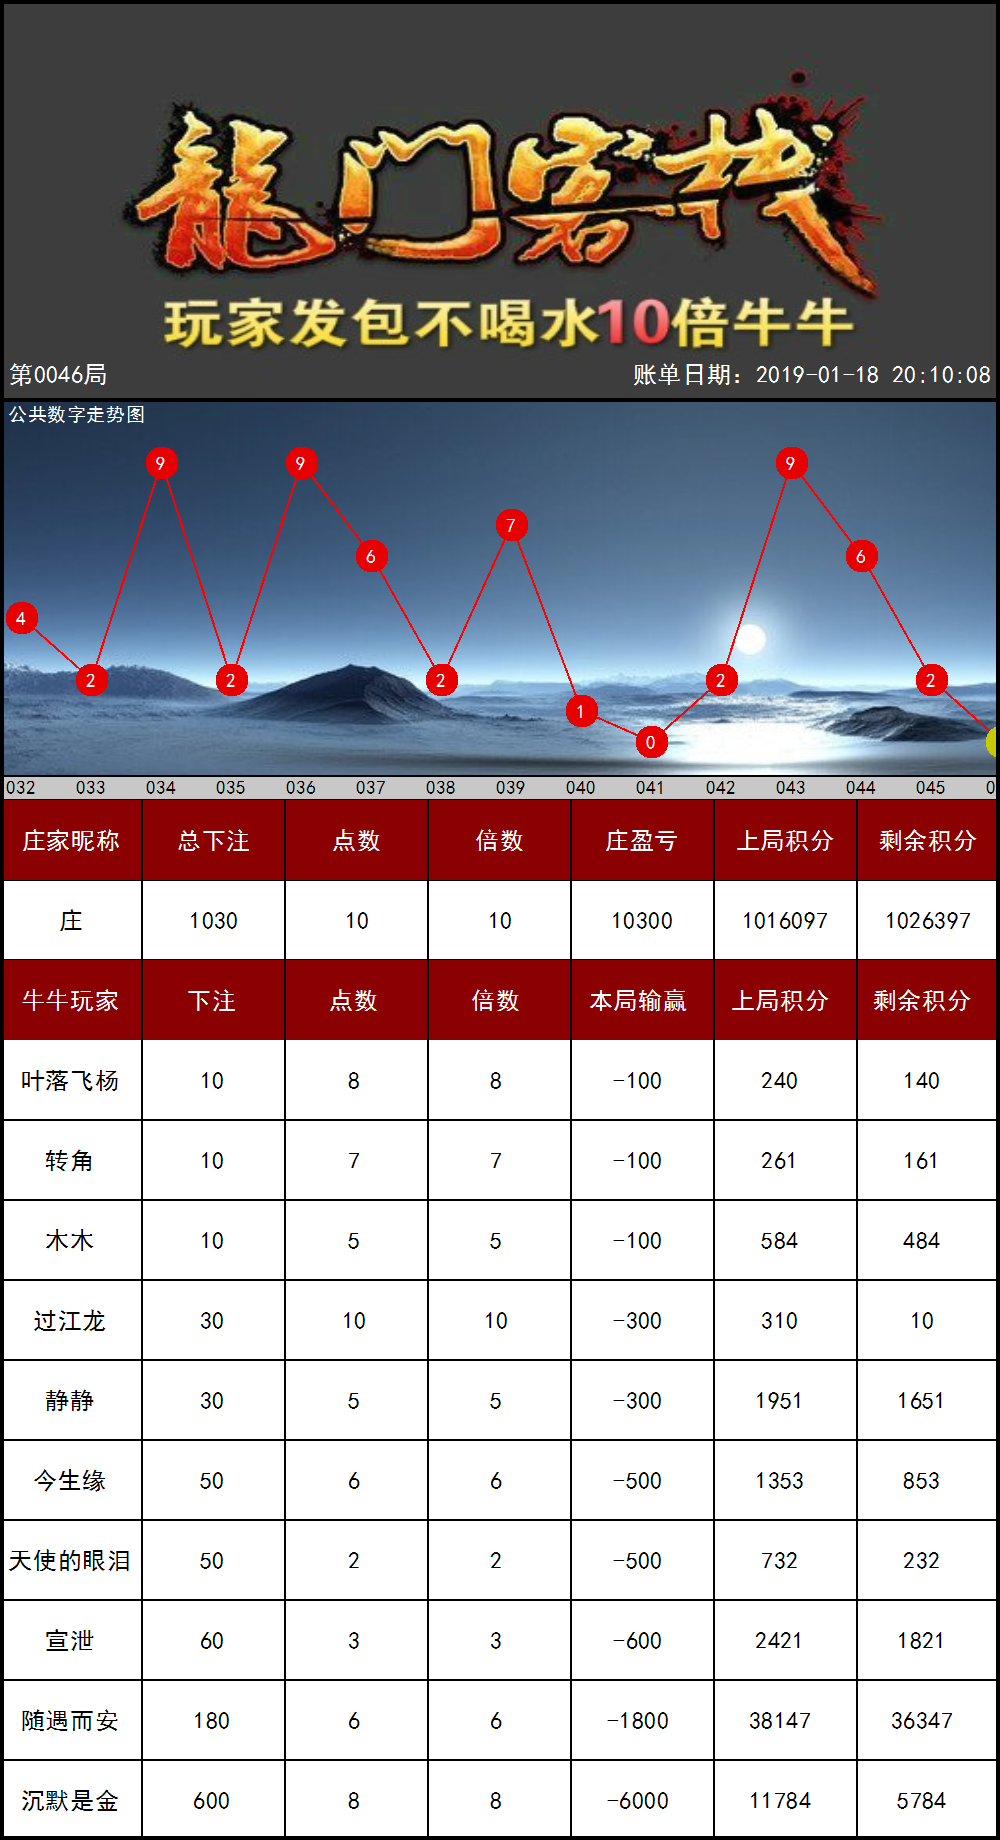 龍门客栈
玩家发包不喝水10倍牛牛
第0046局 账单日期：2019-01-18 20:10:08
公共数字走势图
4 2 9 2 9 6 2 7 1 0 2 9 6 2
032 033 034 035 036 037 038 039 040 041 042 043 044 045 0
庄家昵称 总下注 点数 倍数 庄盈亏 上局积分 剩余积分
庄 1030 10 10 10300 1016097 1026397
牛牛玩家 下注 点数 倍数 本局输赢 上局积分 剩余积分
叶落飞杨 10 8 8 -100 240 140
转角 10 7 7 -100 261 161
木木 10 5 5 -100 584 484
过江龙 30 10 10 -300 310 10
静静 30 5 5 -300 1951 1651
今生缘 50 6 6 -500 1353 853
天使的眼泪 50 2 2 -500 732 232
宣泄 60 3 3 -600 2421 1821
随遇而安 180 6 6 -1800 38147 36347
沉默是金 600 8 8 -6000 11784 5784